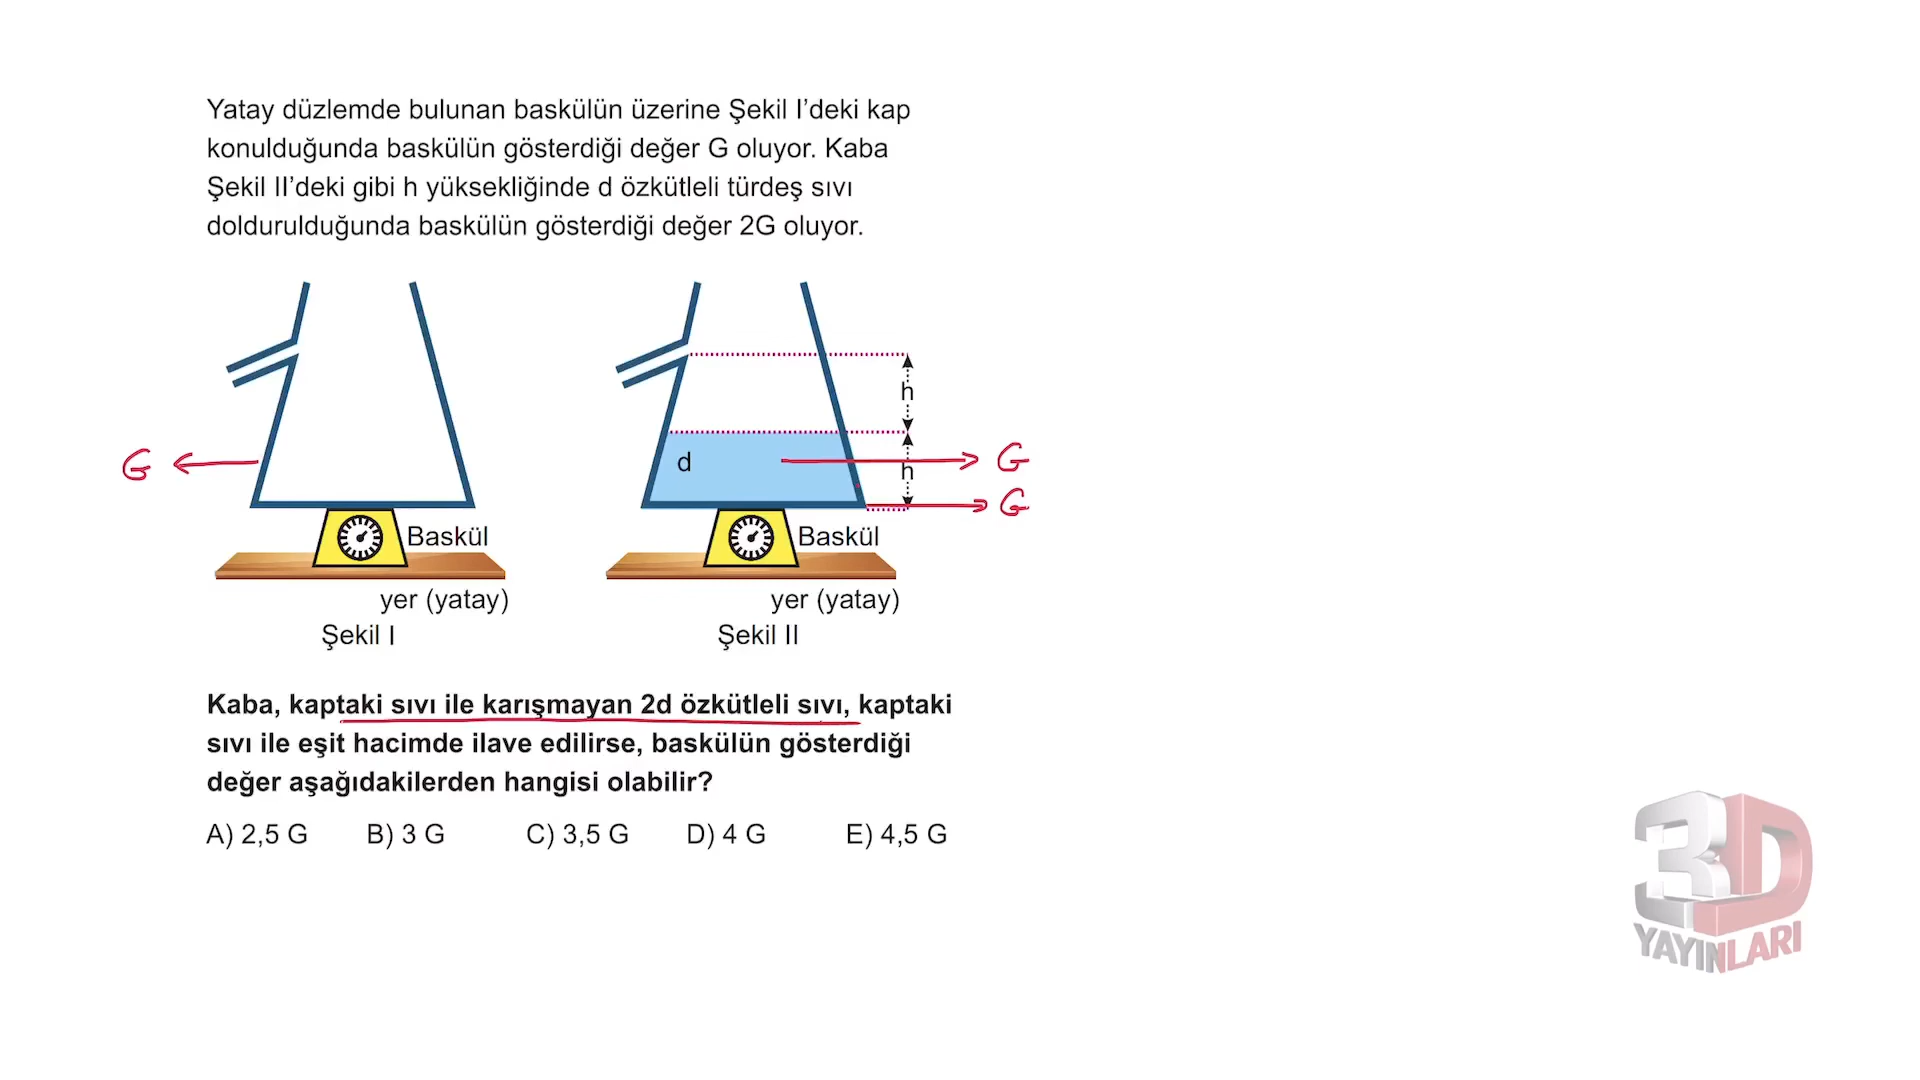 Yatay düzlemde bulunan baskülün üzerine Şekil I’deki kap
konulduğunda baskülün gösterdiği değer G oluyor. Kaba
Şekil II’deki gibi h yüksekliğinde d özkütleli türdeş sıvı
doldurulduğunda baskülün gösterdiği değer 2G oluyor.
h
G
d
h
G
G
Baskül
Baskül
yer (yatay)
yer (yatay)
Şekil I
Şekil II
Kaba, kaptaki sıvı ile karışmayan 2d özkütleli sıvı, kaptaki
sıvı ile eşit hacimde ilave edilirse, baskülün gösterdiği
değer aşağıdakilerden hangisi olabilir?
A) 2,5 G B) 3 G C) 3,5 G D) 4 G E) 4,5 G
3D
YAYINLARI